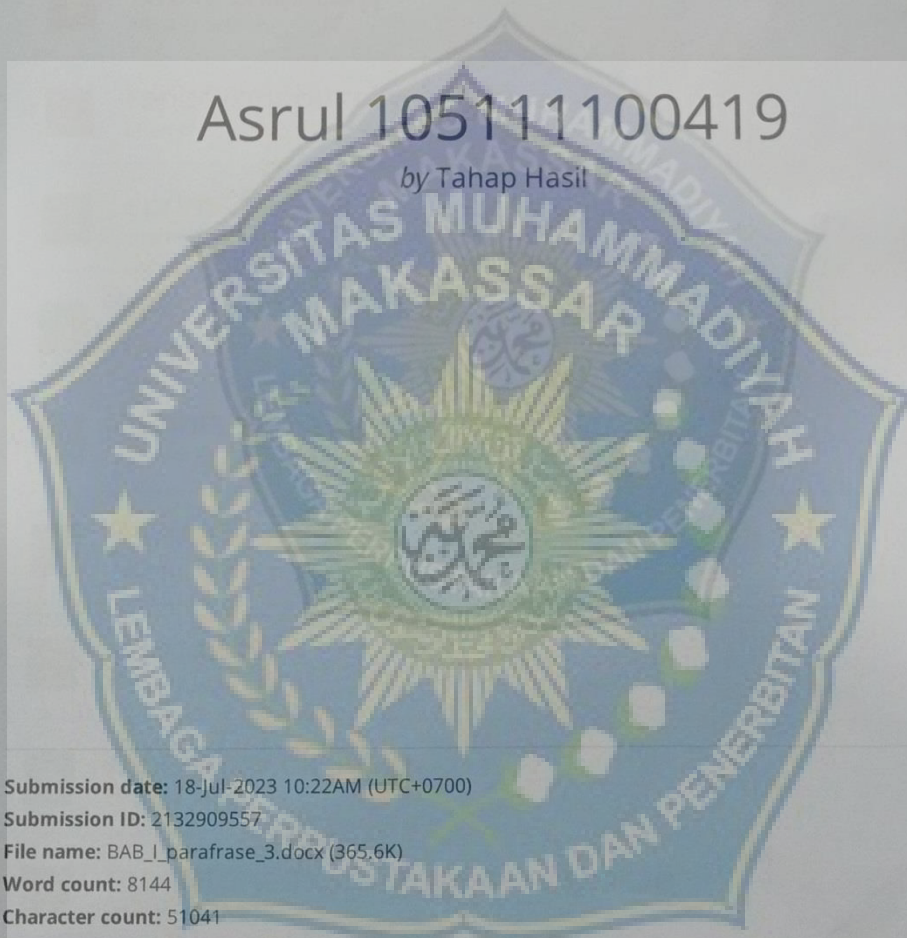 Asrul 105111100419
by Tahap Hasil
UNIVERSITAS MUHAMMADIYAH
MAKASSAR
محمد
LEMBAGA PERPUSTAKAAN DAN PENERBITAN
Submission date: 18-Jul-2023 10:22AM (UTC+0700)
Submission ID: 2132909557
File name: BAB_I_parafrase_3.docx (365.6K)
Word count: 8144
Character count: 51041